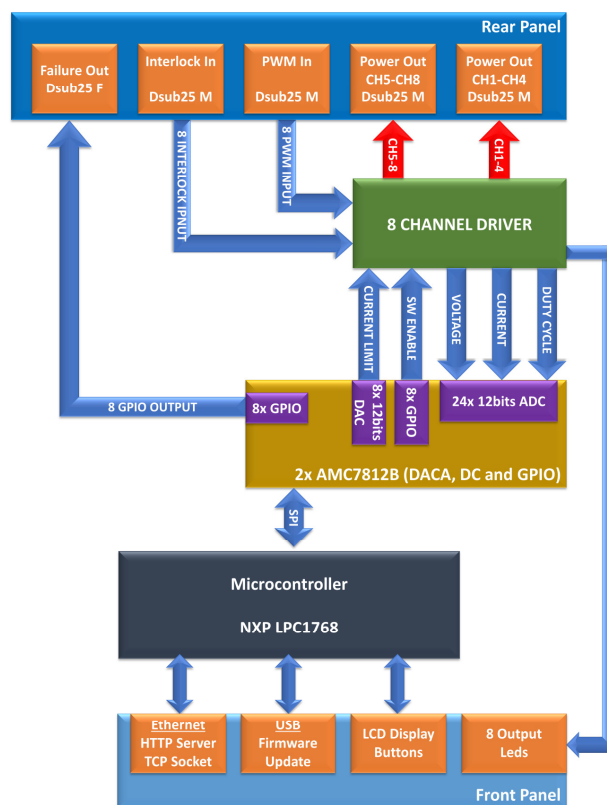 Rear Panel
Failure Out
Dsub25 F
Interlock In
Dsub25 M
PWM In
Dsub25 M
Power Out
CH5-CH8
Dsub25 M
Power Out
CH1-CH4
Dsub25 M
8 INTERLOCK IPNUT
8 PWM INPUT
CH5-8
CH1-4
8 CHANNEL DRIVER
CURRENT LIMIT
SW ENABLE
VOLTAGE
CURRENT
DUTY CYCLE
8 GPIO OUTPUT
8x GPIO
8x 12bits
DAC
8x GPIO
24x 12bits ADC
2x AMC7812B (DACA, DC and GPIO)
SPI
Microcontroller
NXP LPC1768
Ethernet
HTTP Server
TCP Socket
USB
Firmware
Update
LCD Display
Buttons
8 Output
Leds
Front Panel